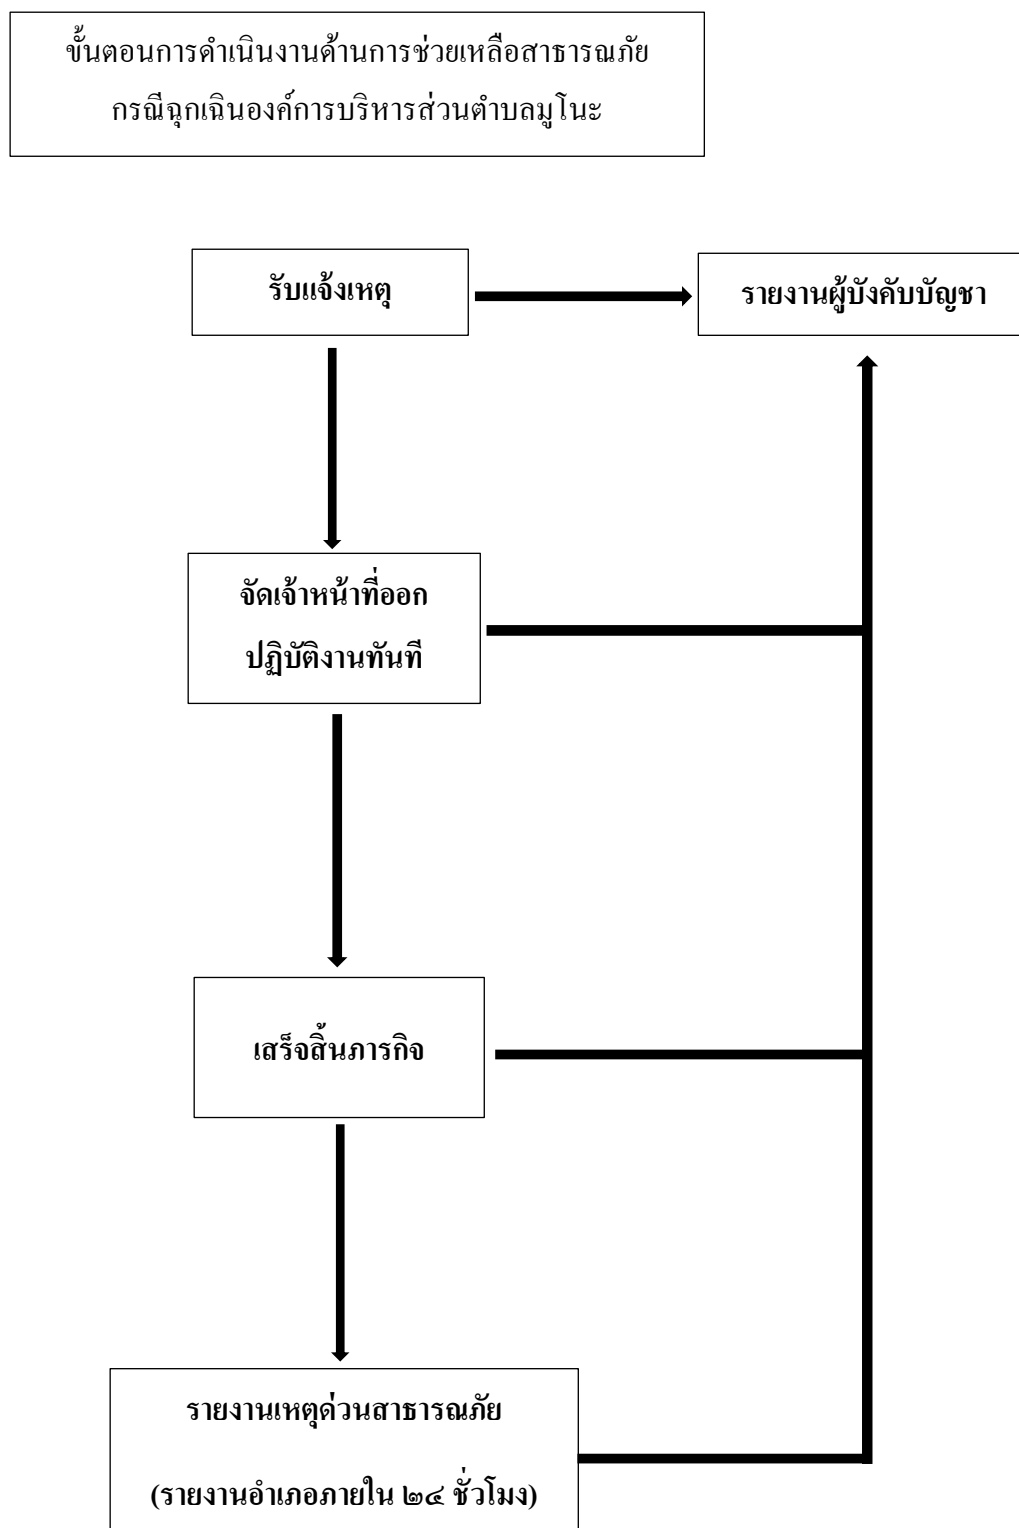 ขั้นตอนการดำเนินงานด้านการช่วยเหลือสาธารณภัย
กรณีฉุกเฉินองค์การบริหารส่วนตำบลมูโนะ
รับแจ้งเหตุ
รายงานผู้บังคับบัญชา
จัดเจ้าหน้าที่ออก
ปฏิบัติงานทันที
เสร็จสิ้นภารกิจ
รายงานเหตุด่วนสาธารณภัย
(รายงานอำเภอภายใน ๒๔ ชั่วโมง)